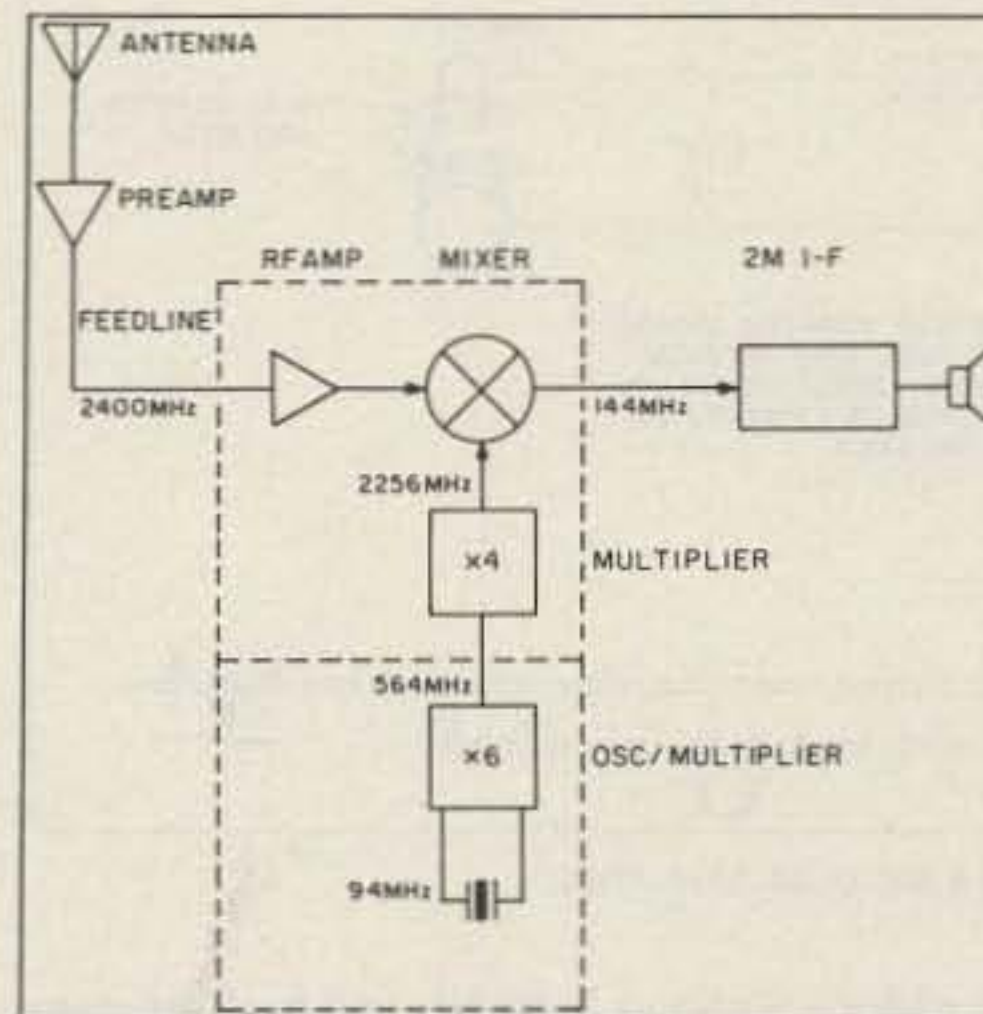 ANTENNA
PREAMP
RFAMP MIXER 2M I-F
FEEDLINE
2400MHz 144MHz
2256MHz
x4 MULTIPLIER
564MHz
x6 OSC/MULTIPLIER
94MHz